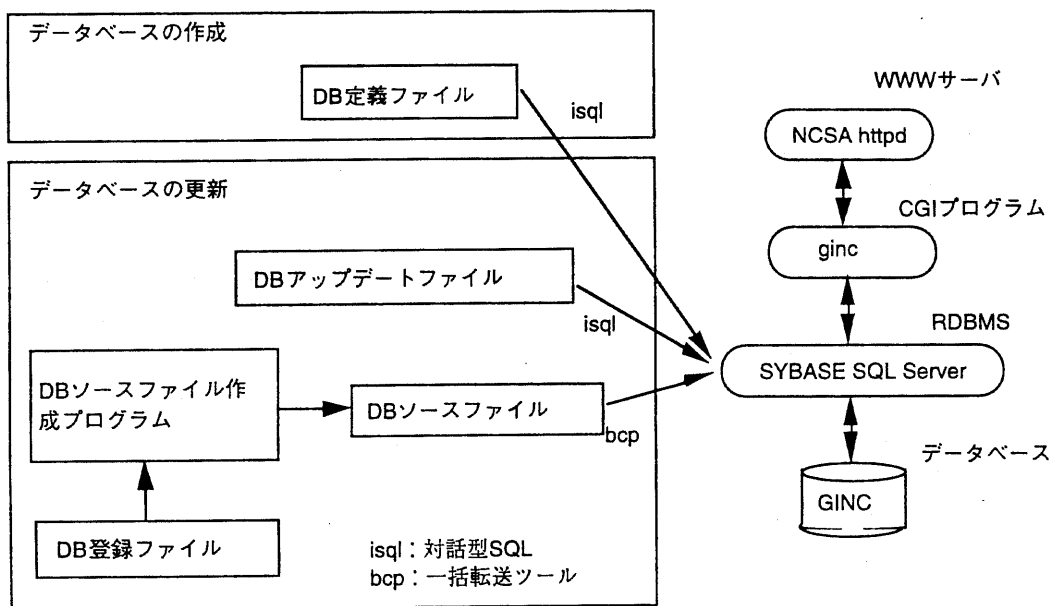 データベースの作成
DB定義ファイル
isql
データベースの更新
DBアップデートファイル
isql
DBソースファイル作
成プログラム
DBソースファイル
bcp
DB登録ファイル
isql：対話型SQL
bcp：一括転送ツール
WWWサーバ
NCSA httpd
CGIプログラム
ginc
RDBMS
SYBASE SQL Server
データベース
GINC